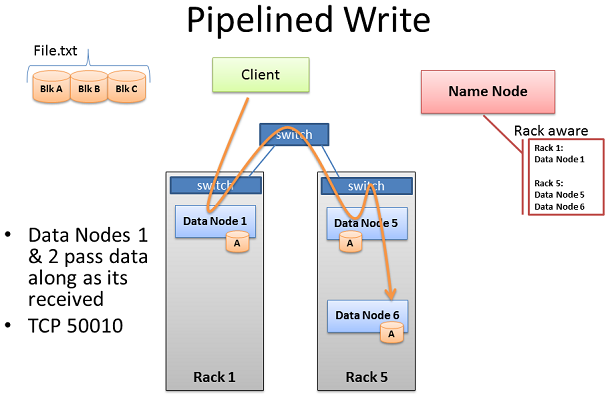 Pipelined Write
File.txt
Blk A
Blk B
Blk C
Client
Name Node
Rack aware
Rack 1:
Data Node 1
Rack 5:
Data Node 5
Data Node 6
switch
switch
switch
Data Node 1
A
Data Node 5
A
Data Node 6
A
Rack 1
Rack 5
• Data Nodes 1
& 2 pass data
along as its
received
• TCP 50010